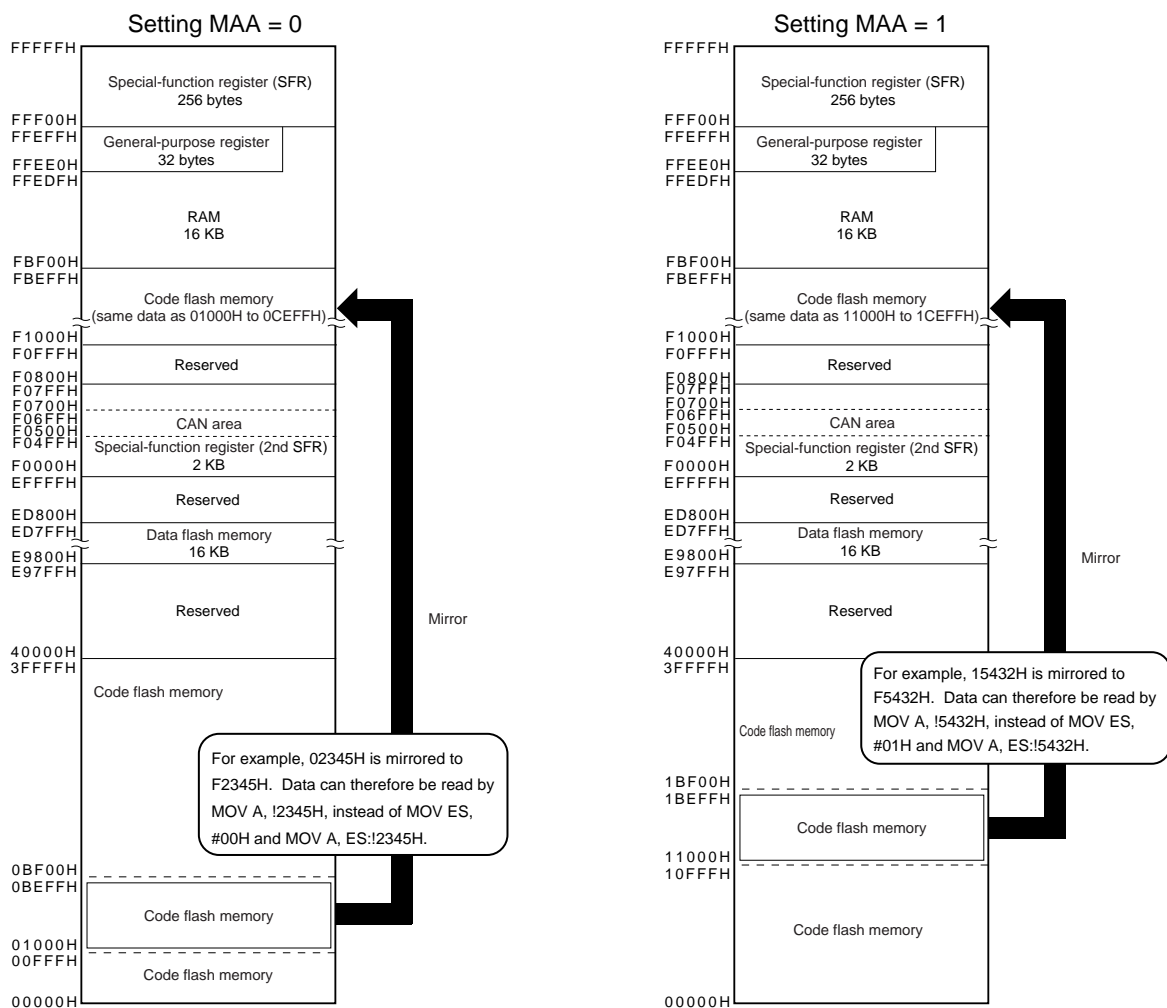 Setting MAA = 0
FFFFFH
Special-function register (SFR)
256 bytes
FFF00H
FFEFFH
General-purpose register
32 bytes
FFEE0H
FFEDFH
RAM
16 KB
FBF00H
FBEFFH
Code flash memory
(same data as 01000H to 0CEFFH)
F1000H
F0FFFH
Reserved
F0800H
F07FFH
F0700H
F06FFH
F0500H
F04FFH
CAN area
Special-function register (2nd SFR)
2 KB
F0000H
EFFFFH
Reserved
ED800H
ED7FFH
Data flash memory
16 KB
E9800H
E97FFH
Reserved
Mirror
40000H
3FFFFH
Code flash memory
For example, 02345H is mirrored to
F2345H. Data can therefore be read by
MOV A, !2345H, instead of MOV ES,
#00H and MOV A, ES:!2345H.
0BF00H
0BEFFH
Code flash memory
01000H
00FFFH
Code flash memory
00000H
Setting MAA = 1
FFFFFH
Special-function register (SFR)
256 bytes
FFF00H
FFEFFH
General-purpose register
32 bytes
FFEE0H
FFEDFH
RAM
16 KB
FBF00H
FBEFFH
Code flash memory
(same data as 11000H to 1CEFFH)
F1000H
F0FFFH
Reserved
F0800H
F07FFH
F0700H
F06FFH
F0500H
F04FFH
CAN area
Special-function register (2nd SFR)
2 KB
F0000H
EFFFFH
Reserved
ED800H
ED7FFH
Data flash memory
16 KB
E9800H
E97FFH
Mirror
Reserved
40000H
3FFFFH
For example, 15432H is mirrored to
F5432H. Data can therefore be read by
MOV A, !5432H, instead of MOV ES,
#01H and MOV A, ES:!5432H.
Code flash memory
1BF00H
1BEFFH
Code flash memory
11000H
10FFFH
Code flash memory
00000H